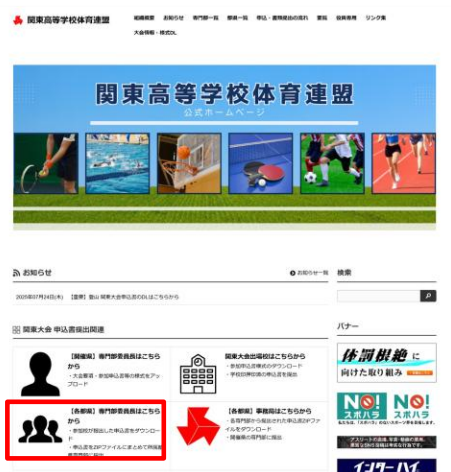 関東高等学校体育連盟
組織概要 お知らせ 専門部一覧 都県一覧 申込・書類提出の流れ 要項 役員専用 リンク集
大会情報・様式DL
関東高等学校体育連盟
公式ホームページ
お知らせ
お知らせ一覧
検索
2025年07月24日(木) 【重要】登山 関東大会申込書のDLはこちらから
関東大会 申込書提出関連
バナー
【開催県】専門部委員長はこちらから
・大会要項・参加申込書等の様式をアップロード
関東大会出場校はこちらから
・参加申込様式のダウンロード
・学校印押印済の申込書を提出
体罰根絶に
向けた取り組み
【各都県】専門部委員長はこちらから
・参加校が提出した申込書をダウンロード
・申込書をZIPファイルにまとめて所属都県事務局に提出
【各都県】事務局はこちらから
・各専門部から提出された申込書ZIPファイルをダウンロード
・開催県の専門部に提出
NO!
スポハラ
NO!
スポハラ
インターハイ